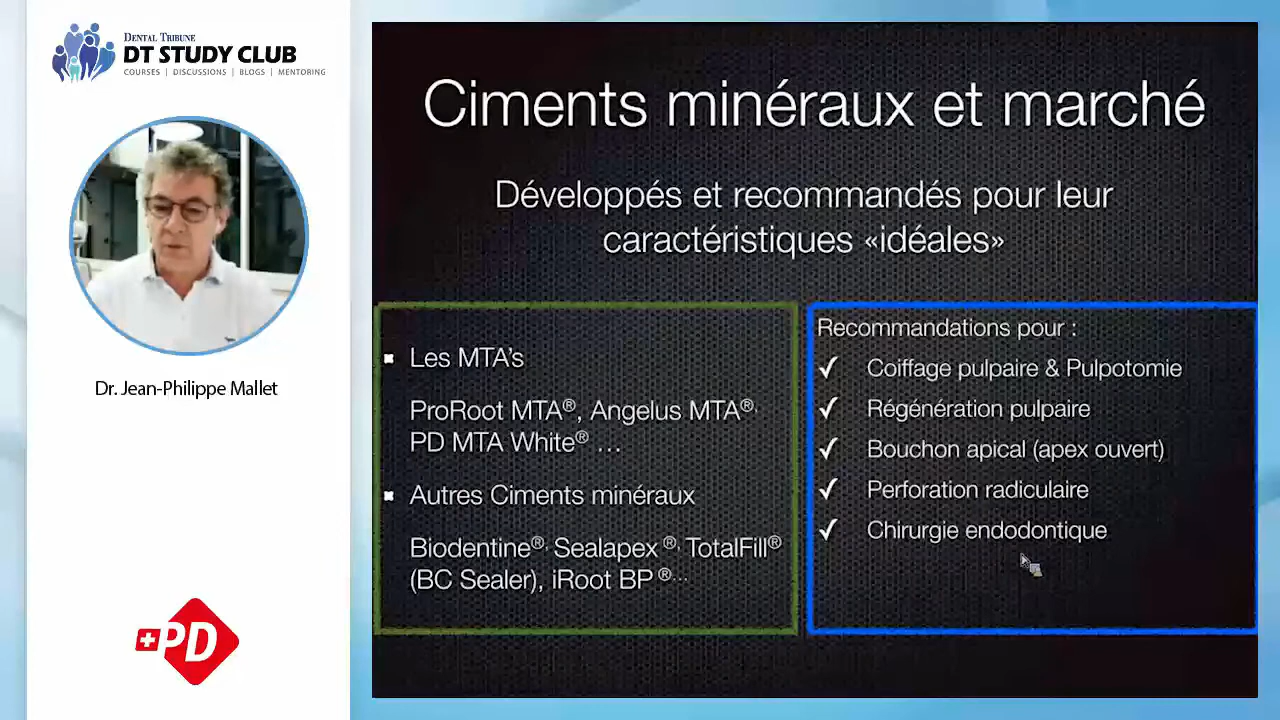 DENTAL TRIBUNE
DT STUDY CLUB
COURSES | DISCUSSIONS | BLOGS | MENTORING
Dr. Jean-Philippe Mallet
+PD
Ciments minéraux et marché
Développés et recommandés pour leur
caractéristiques «idéales»
Les MTA's
ProRoot MTA®, Angelus MTA®,
PD MTA White® ...
Autres Ciments minéraux
Biodentine®, Sealapex ®, TotalFill®
(BC Sealer), iRoot BP ®...
Recommandations pour :
✓ Coiffage pulpaire & Pulpotomie
✓ Régénération pulpaire
✓ Bouchon apical (apex ouvert)
✓ Perforation radiculaire
✓ Chirurgie endodontique